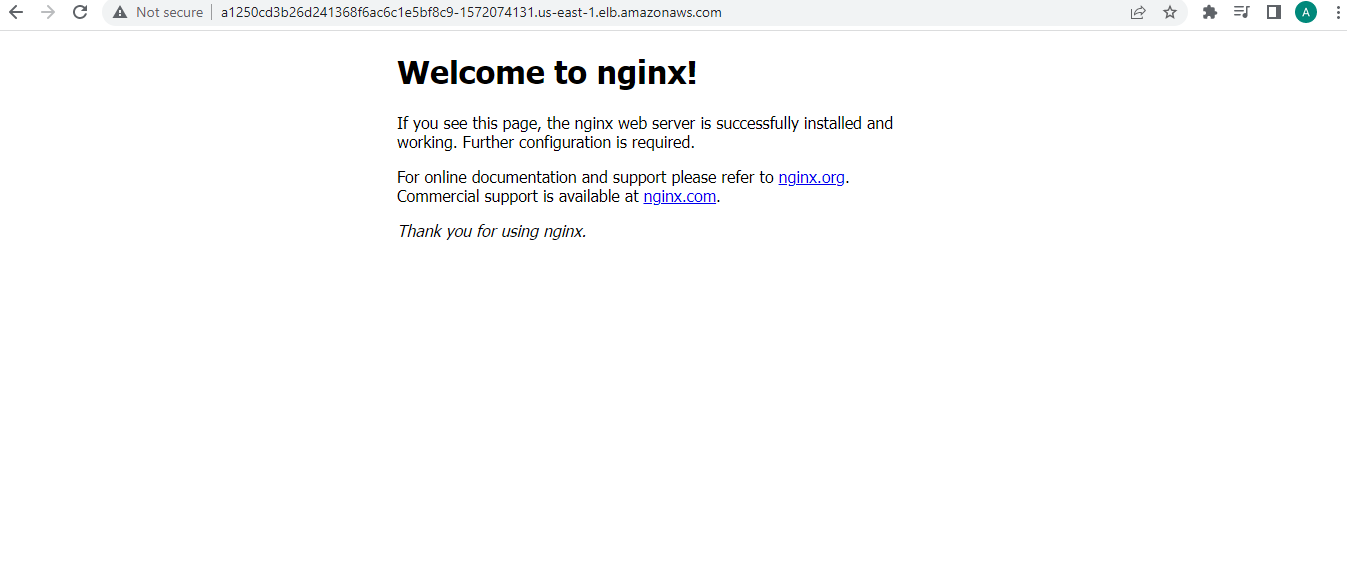 Not secure
a1250cd3b26d241368f6ac6c1e5bf8c9-1572074131.us-east-1.elb.amazonaws.com
A
Welcome to nginx!
If you see this page, the nginx web server is successfully installed and
working. Further configuration is required.
For online documentation and support please refer to nginx.org.
Commercial support is available at nginx.com.
Thank you for using nginx.